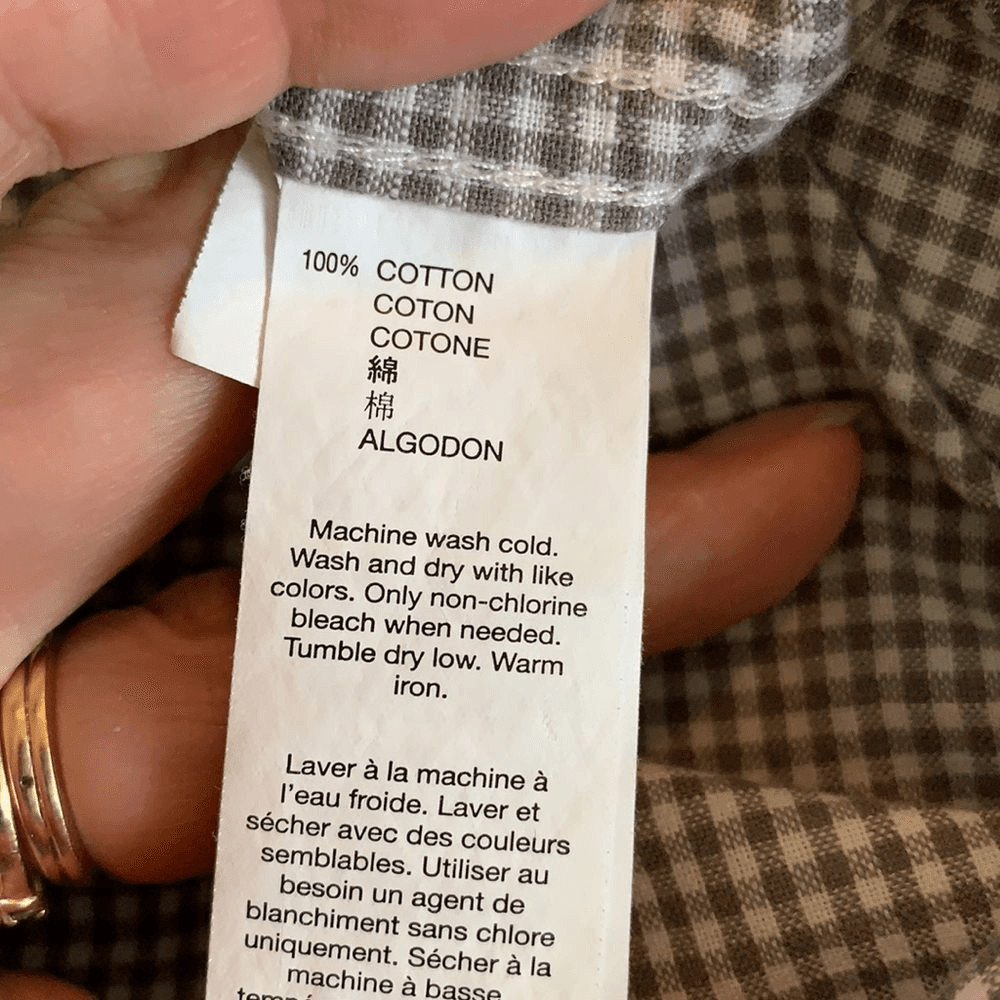 100% COTTON
COTON
COTONE
綿
棉
ALGODON
Machine wash cold.
Wash and dry with like
colors. Only non-chlorine
bleach when needed.
Tumble dry low. Warm
iron.
Laver à la machine à
l'eau froide. Laver et
sécher avec des couleurs
semblables. Utiliser au
besoin un agent de
blanchiment sans chlore
uniquement. Sécher à la
machine à basse